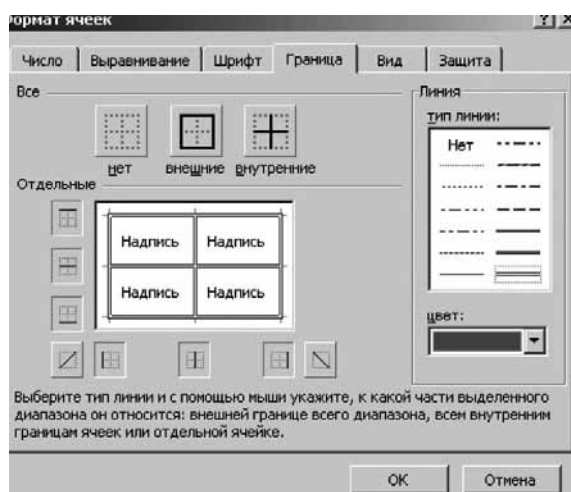 Формат ячеек
Число Выравнивание Шрифт Граница Вид Защита
Все
нет внешние внутренние
Отдельные
Надпись Надпись
Надпись Надпись
Линия
тип линии:
Нет
цвет:
Выберите тип линии и с помощью мыши укажите, к какой части выделенного
диапазона он относится: внешней границе всего диапазона, всем внутренним
границам ячеек или отдельной ячейке.
ОК Отмена